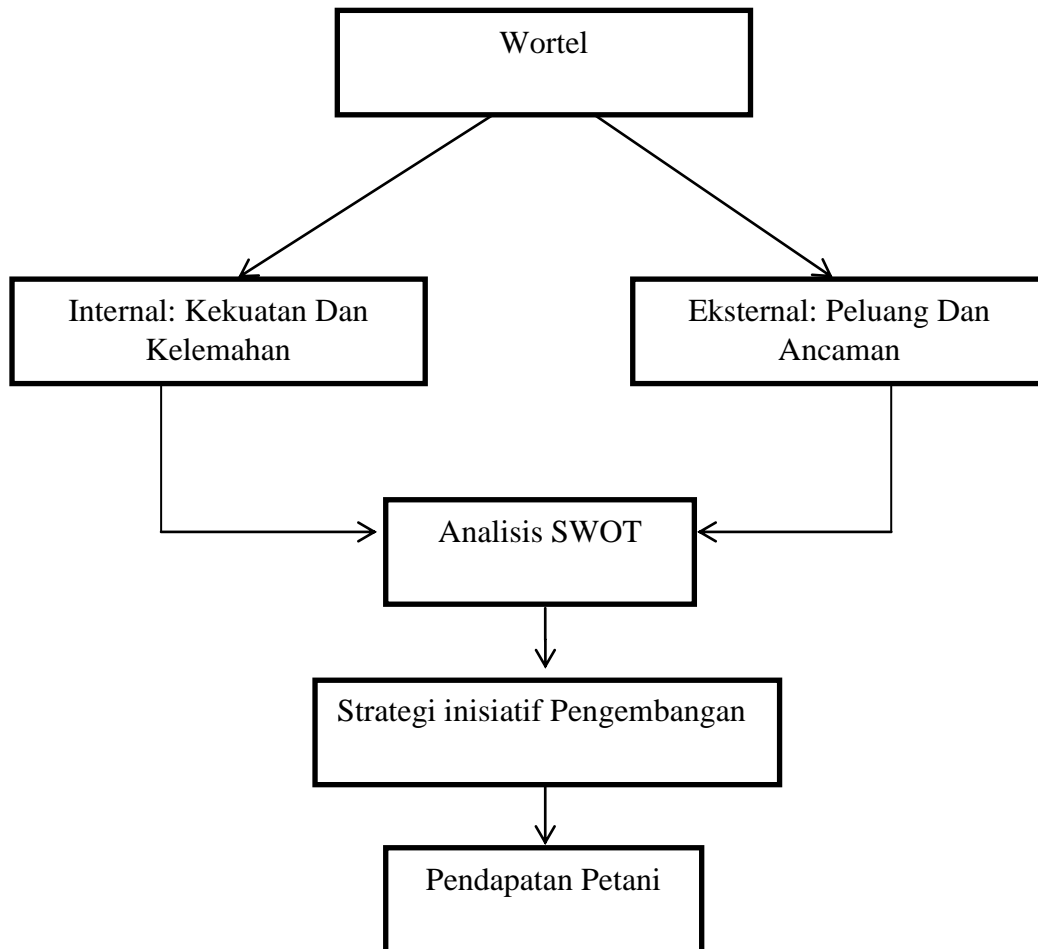 Wortel
Internal: Kekuatan Dan
Kelemahan
Eksternal: Peluang Dan
Ancaman
Analisis SWOT
Strategi inisiatif Pengembangan
Pendapatan Petani